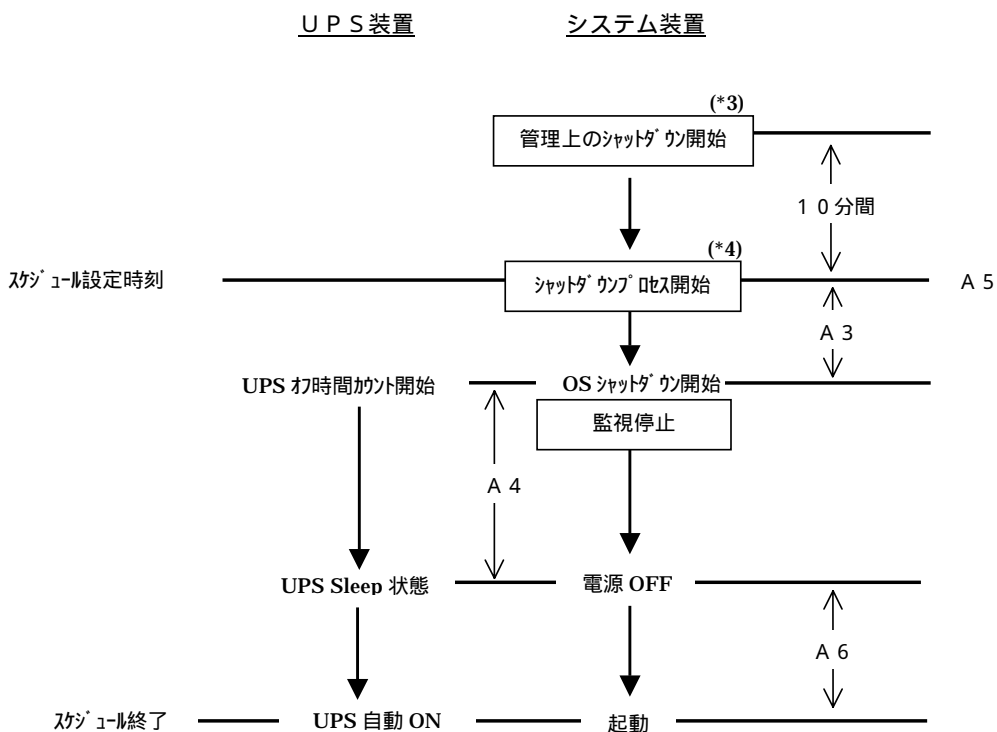 ＵＰＳ装置 システム装置
(*3)
管理上のｼｬｯﾄﾀﾞｳﾝ開始
１０分間
(*4)
ｽｹｼﾞｭｰﾙ設定時刻 ｼｬｯﾄﾀﾞｳﾝﾌﾟﾛｾｽ開始 Ａ５
Ａ３
UPS ｵﾌ時間ｶｳﾝﾄ開始 OS ｼｬｯﾄﾀﾞｳﾝ開始
監視停止
Ａ４
UPS Sleep 状態 電源 OFF
Ａ６
ｽｹｼﾞｭｰﾙ終了 UPS 自動 ON 起動